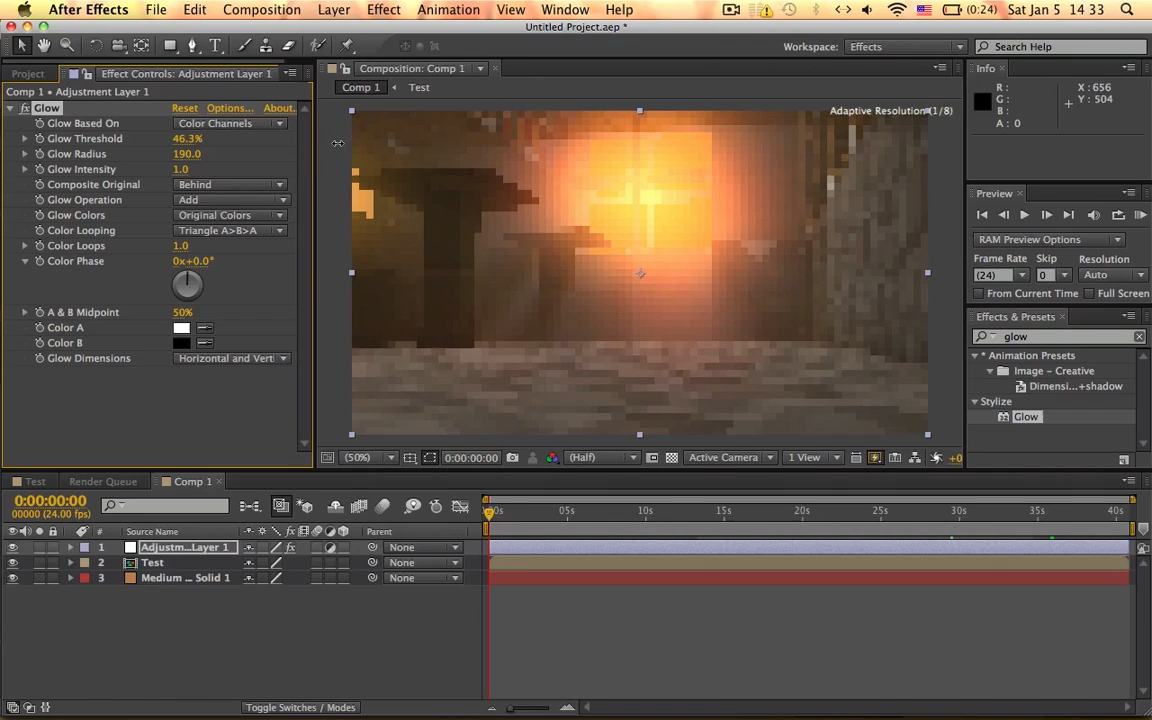 After Effects File Edit Composition Layer Effect Animation View Window Help (0:24) Sat Jan 5 14 33
Untitled Project.aep *
Workspace: Effects Search Help
Project Effect Controls: Adjustment Layer 1 Composition: Comp 1 Info
Comp 1 • Adjustment Layer 1 Comp 1 Test
Glow Reset Options... About. Adaptive Resolution (1/8)
R: G: B: A: 0 X: 656 Y: 504
Glow Based On Color Channels
Glow Threshold 46.3%
Glow Radius 190.0
Glow Intensity 1.0
Composite Original Behind
Glow Operation Add
Glow Colors Original Colors
Color Looping Triangle A>B>A
Color Loops 1.0
Color Phase 0x+0.0°
A & B Midpoint 50%
Color A
Color B
Glow Dimensions Horizontal and Verti
Preview
RAM Preview Options
Frame Rate Skip Resolution
(24) 0 Auto
From Current Time Full Screen
Effects & Presets
glow
* Animation Presets
Image - Creative
Dimensi...+shadow
Stylize
Glow
(50%) 0:00:00:00 (Half) Active Camera 1 View +0
Test Render Queue Comp 1
0:00:00:00
00000 (24.00 fps)
00s 05s 10s 15s 20s 25s 30s 35s 40s
# Source Name fx Parent
1 Adjustm...Layer 1 fx None
2 Test None
3 Medium ... Solid 1 None
Toggle Switches / Modes